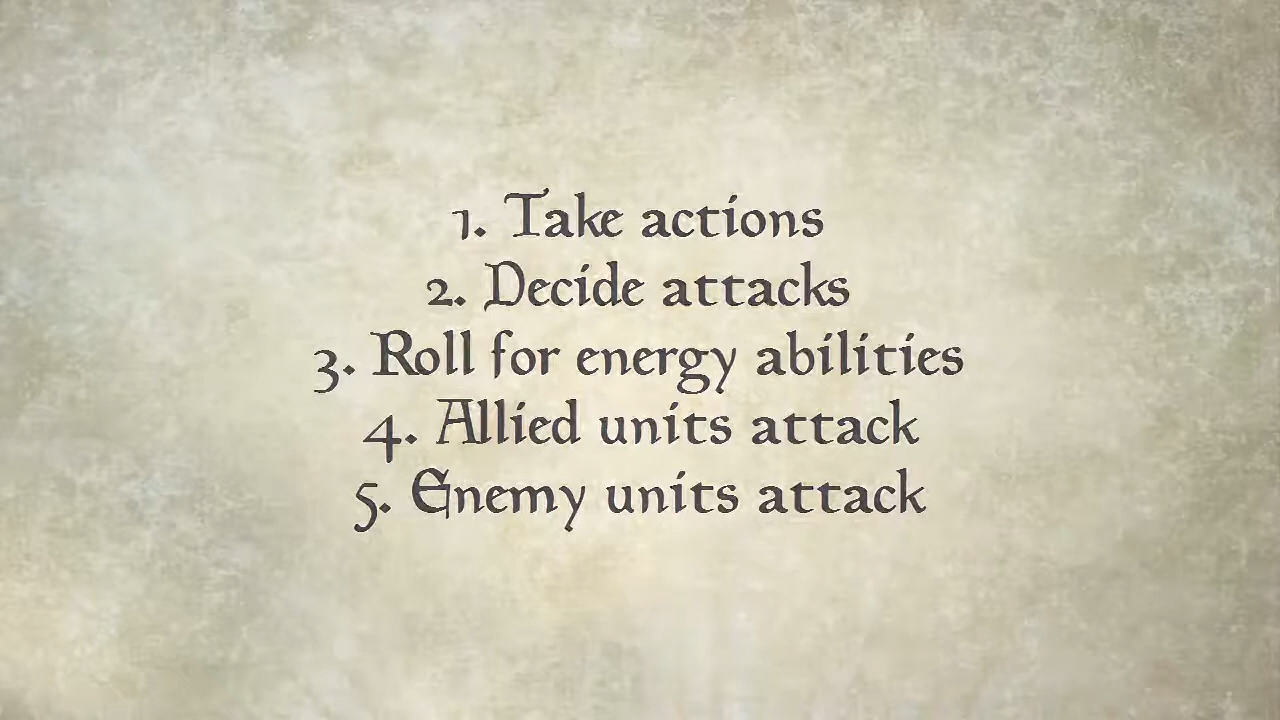 1. Take actions
2. Decide attacks
3. Roll for energy abilities
4. Allied units attack
5. Enemy units attack